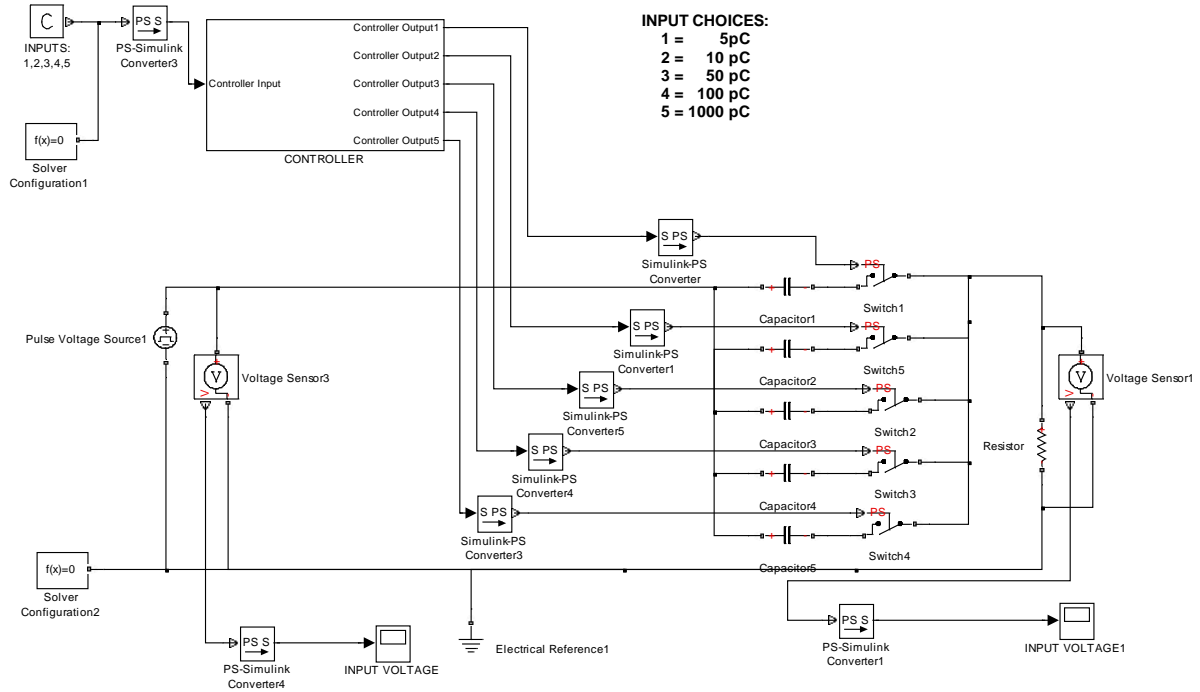 C
INPUTS:
1,2,3,4,5
PS S
PS-Simulink
Converter3
f(x)=0
Solver
Configuration1
Controller Input
Controller Output1
Controller Output2
Controller Output3
Controller Output4
Controller Output5
CONTROLLER
INPUT CHOICES:
1 = 5pC
2 = 10 pC
3 = 50 pC
4 = 100 pC
5 = 1000 pC
S PS
Simulink-PS
Converter
PS
Switch1
Capacitor1
S PS
Simulink-PS
Converter1
PS
Switch5
Capacitor2
S PS
Simulink-PS
Converter5
PS
Switch2
Capacitor3
S PS
Simulink-PS
Converter4
PS
Switch3
Capacitor4
S PS
Simulink-PS
Converter3
PS
Switch4
Capacitor5
Pulse Voltage Source1
V
V
Voltage Sensor3
Resistor
V
V
Voltage Sensor1
f(x)=0
Solver
Configuration2
PS S
PS-Simulink
Converter4
INPUT VOLTAGE
Electrical Reference1
PS S
PS-Simulink
Converter1
INPUT VOLTAGE1